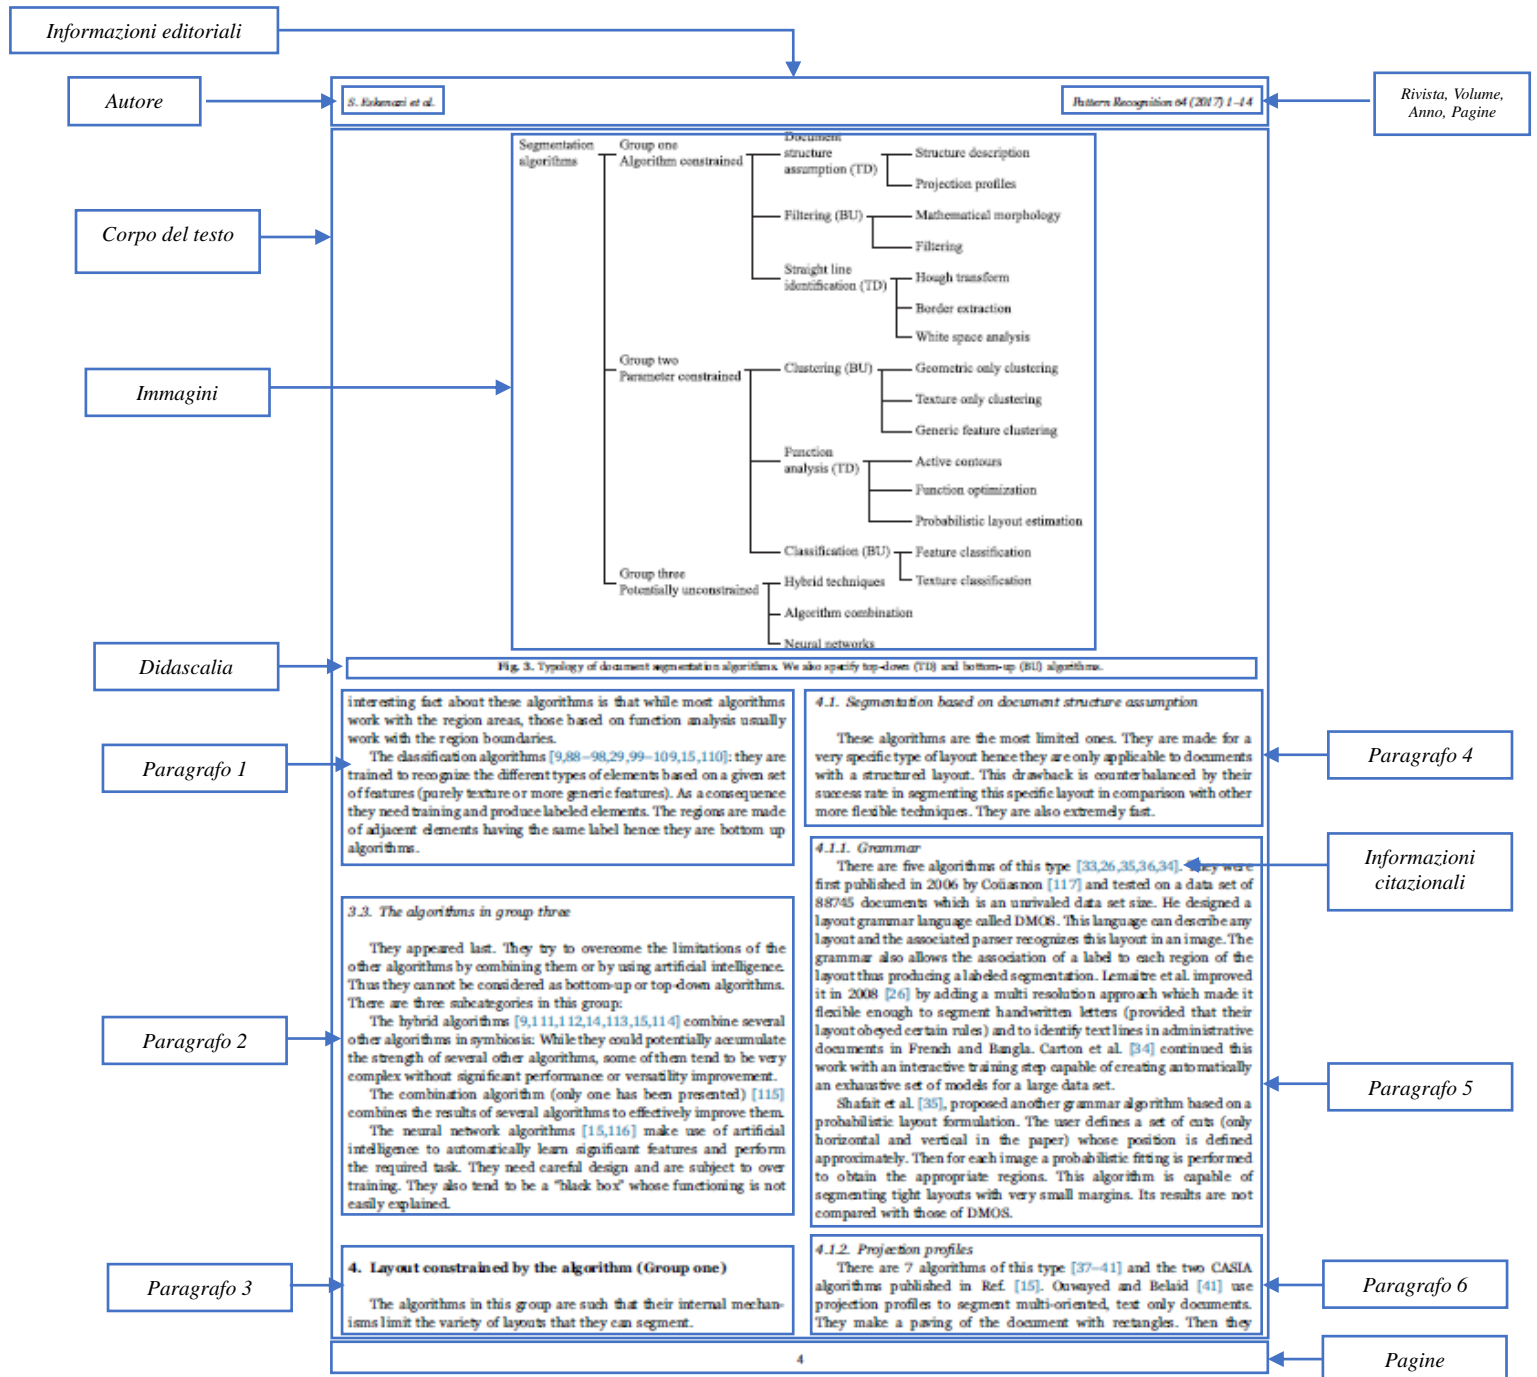 Informazioni editoriali
Autore
S. Eskenazi et al.
Pattern Recognition 64 (2017) 1–14
Rivista, Volume,
Anno, Pagine
Corpo del testo
Immagini
Segmentation
algorithms
Group one
Algorithm constrained
Document
structure
assumption (TD)
Structure description
Projection profiles
Filtering (BU)
Mathematical morphology
Filtering
Straight line
identification (TD)
Hough transform
Border extraction
White space analysis
Group two
Parameter constrained
Clustering (BU)
Geometric only clustering
Texture only clustering
Generic feature clustering
Function
analysis (TD)
Active contours
Function optimization
Probabilistic layout estimation
Classification (BU)
Feature classification
Texture classification
Group three
Potentially unconstrained
Hybrid techniques
Algorithm combination
Neural networks
Didascalia
Fig. 3. Typology of document segmentation algorithms. We also specify top-down (TD) and bottom-up (BU) algorithms.
Paragrafo 1
interesting fact about these algorithms is that while most algorithms
work with the region areas, those based on function analysis usually
work with the region boundaries.
The classification algorithms [9,88–98,29,99–109,15,110]: they are
trained to recognize the different types of elements based on a given set
of features (purely texture or more generic features). As a consequence
they need training and produce labeled elements. The regions are made
of adjacent elements having the same label hence they are bottom up
algorithms.
Paragrafo 2
3.3. The algorithms in group three
They appeared last. They try to overcome the limitations of the
other algorithms by combining them or by using artificial intelligence.
Thus they cannot be considered as bottom-up or top-down algorithms.
There are three subcategories in this group:
The hybrid algorithms [9,111,112,14,113,15,114] combine several
other algorithms in symbiosis: While they could potentially accumulate
the strength of several other algorithms, some of them tend to be very
complex without significant performance or versatility improvement.
The combination algorithm (only one has been presented) [115]
combines the results of several algorithms to effectively improve them.
The neural network algorithms [15,116] make use of artificial
intelligence to automatically learn significant features and perform
the required task. They need careful design and are subject to over
training. They also tend to be a "black box" whose functioning is not
easily explained.
Paragrafo 3
4. Layout constrained by the algorithm (Group one)
The algorithms in this group are such that their internal mechan-
isms limit the variety of layouts that they can segment.
4.1. Segmentation based on document structure assumption
These algorithms are the most limited ones. They are made for a
very specific type of layout hence they are only applicable to documents
with a structured layout. This drawback is counterbalanced by their
success rate in segmenting this specific layout in comparison with other
more flexible techniques. They are also extremely fast.
Paragrafo 4
4.1.1. Grammar
There are five algorithms of this type [33,26,35,36,34]. They were
first published in 2006 by Coüasnon [117] and tested on a data set of
88745 documents which is an unrivaled data set size. He designed a
layout grammar language called DMOS. This language can describe any
layout and the associated parser recognizes this layout in an image. The
grammar also allows the association of a label to each region of the
layout thus producing a labeled segmentation. Lemaitre et al. improved
it in 2008 [26] by adding a multi resolution approach which made it
flexible enough to segment handwritten letters (provided that their
layout obeyed certain rules) and to identify text lines in administrative
documents in French and Bangla. Carton et al. [34] continued this
work with an interactive training step capable of creating automatically
an exhaustive set of models for a large data set.
Shafait et al. [35], proposed another grammar algorithm based on a
probabilistic layout formulation. The user defines a set of cuts (only
horizontal and vertical in the paper) whose position is defined
approximately. Then for each image a probabilistic fitting is performed
to obtain the appropriate regions. This algorithm is capable of
segmenting tight layouts with very small margins. Its results are not
compared with those of DMOS.
Informazioni
citazionali
Paragrafo 5
4.1.2. Projection profiles
There are 7 algorithms of this type [37–41] and the two CASIA
algorithms published in Ref. [15]. Ouwayed and Belaïd [41] use
projection profiles to segment multi-oriented, text only documents.
They make a paving of the document with rectangles. Then they
Paragrafo 6
4
Pagine